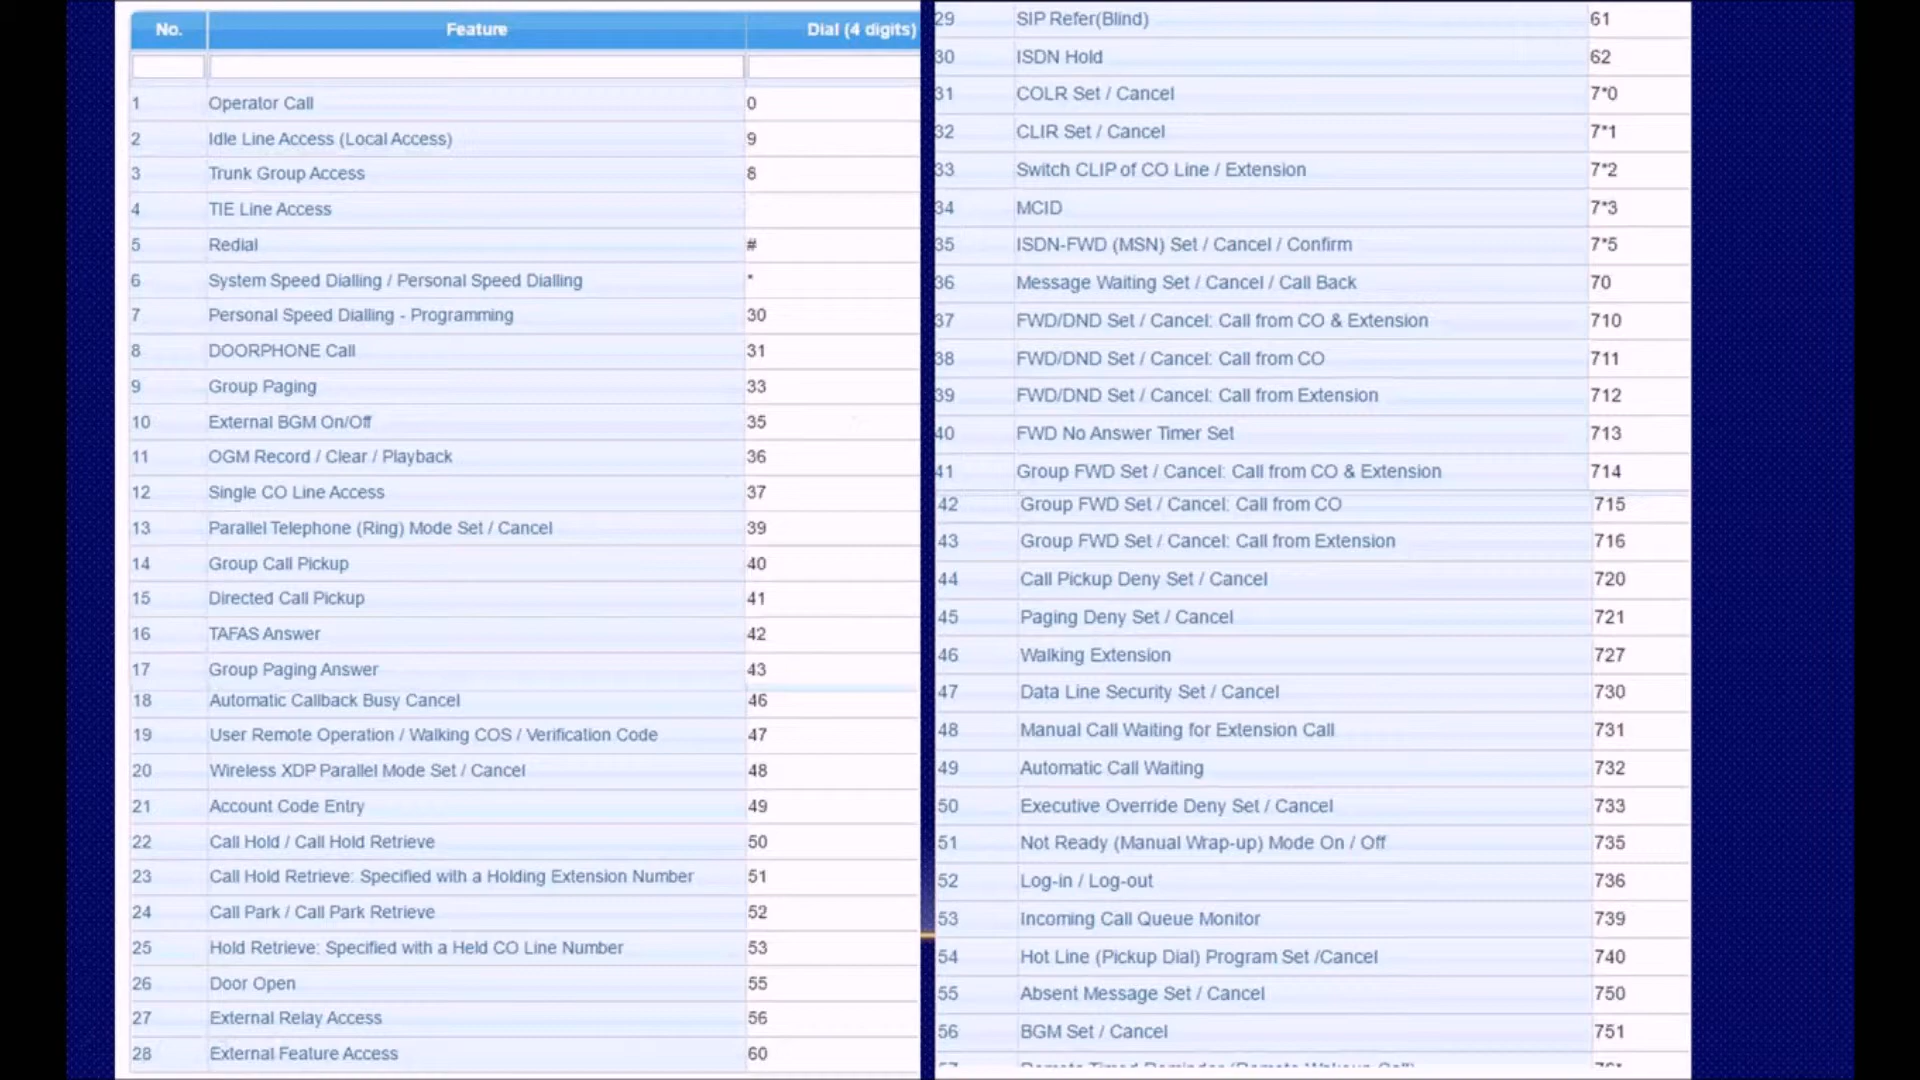 No. Feature Dial (4 digits)
1 Operator Call 0
2 Idle Line Access (Local Access) 9
3 Trunk Group Access 8
4 TIE Line Access
5 Redial #
6 System Speed Dialling / Personal Speed Dialling *
7 Personal Speed Dialling - Programming 30
8 DOORPHONE Call 31
9 Group Paging 33
10 External BGM On/Off 35
11 OGM Record / Clear / Playback 36
12 Single CO Line Access 37
13 Parallel Telephone (Ring) Mode Set / Cancel 39
14 Group Call Pickup 40
15 Directed Call Pickup 41
16 TAFAS Answer 42
17 Group Paging Answer 43
18 Automatic Callback Busy Cancel 46
19 User Remote Operation / Walking COS / Verification Code 47
20 Wireless XDP Parallel Mode Set / Cancel 48
21 Account Code Entry 49
22 Call Hold / Call Hold Retrieve 50
23 Call Hold Retrieve: Specified with a Holding Extension Number 51
24 Call Park / Call Park Retrieve 52
25 Hold Retrieve: Specified with a Held CO Line Number 53
26 Door Open 55
27 External Relay Access 56
28 External Feature Access 60
29 SIP Refer(Blind) 61
30 ISDN Hold 62
31 COLR Set / Cancel 7*0
32 CLIR Set / Cancel 7*1
33 Switch CLIP of CO Line / Extension 7*2
34 MCID 7*3
35 ISDN-FWD (MSN) Set / Cancel / Confirm 7*5
36 Message Waiting Set / Cancel / Call Back 70
37 FWD/DND Set / Cancel: Call from CO & Extension 710
38 FWD/DND Set / Cancel: Call from CO 711
39 FWD/DND Set / Cancel: Call from Extension 712
40 FWD No Answer Timer Set 713
41 Group FWD Set / Cancel: Call from CO & Extension 714
42 Group FWD Set / Cancel: Call from CO 715
43 Group FWD Set / Cancel: Call from Extension 716
44 Call Pickup Deny Set / Cancel 720
45 Paging Deny Set / Cancel 721
46 Walking Extension 727
47 Data Line Security Set / Cancel 730
48 Manual Call Waiting for Extension Call 731
49 Automatic Call Waiting 732
50 Executive Override Deny Set / Cancel 733
51 Not Ready (Manual Wrap-up) Mode On / Off 735
52 Log-in / Log-out 736
53 Incoming Call Queue Monitor 739
54 Hot Line (Pickup Dial) Program Set /Cancel 740
55 Absent Message Set / Cancel 750
56 BGM Set / Cancel 751